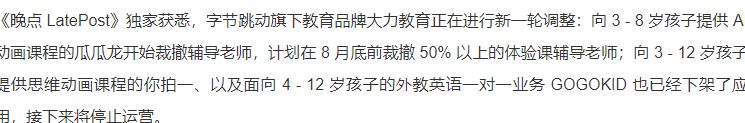 《晚点 LatePost》独家获悉，字节跳动旗下教育品牌大力教育正在进行新一轮调整：向 3 - 8 岁孩子提供 A
动画课程的瓜瓜龙开始裁撤辅导老师，计划在 8 月底前裁撤 50% 以上的体验课辅导老师；向 3 - 12 岁孩子
提供思维动画课程的你拍一、以及面向 4 - 12 岁孩子的外教英语一对一业务 GOGOKID 也已经下架了应
用，接下来将停止运营。